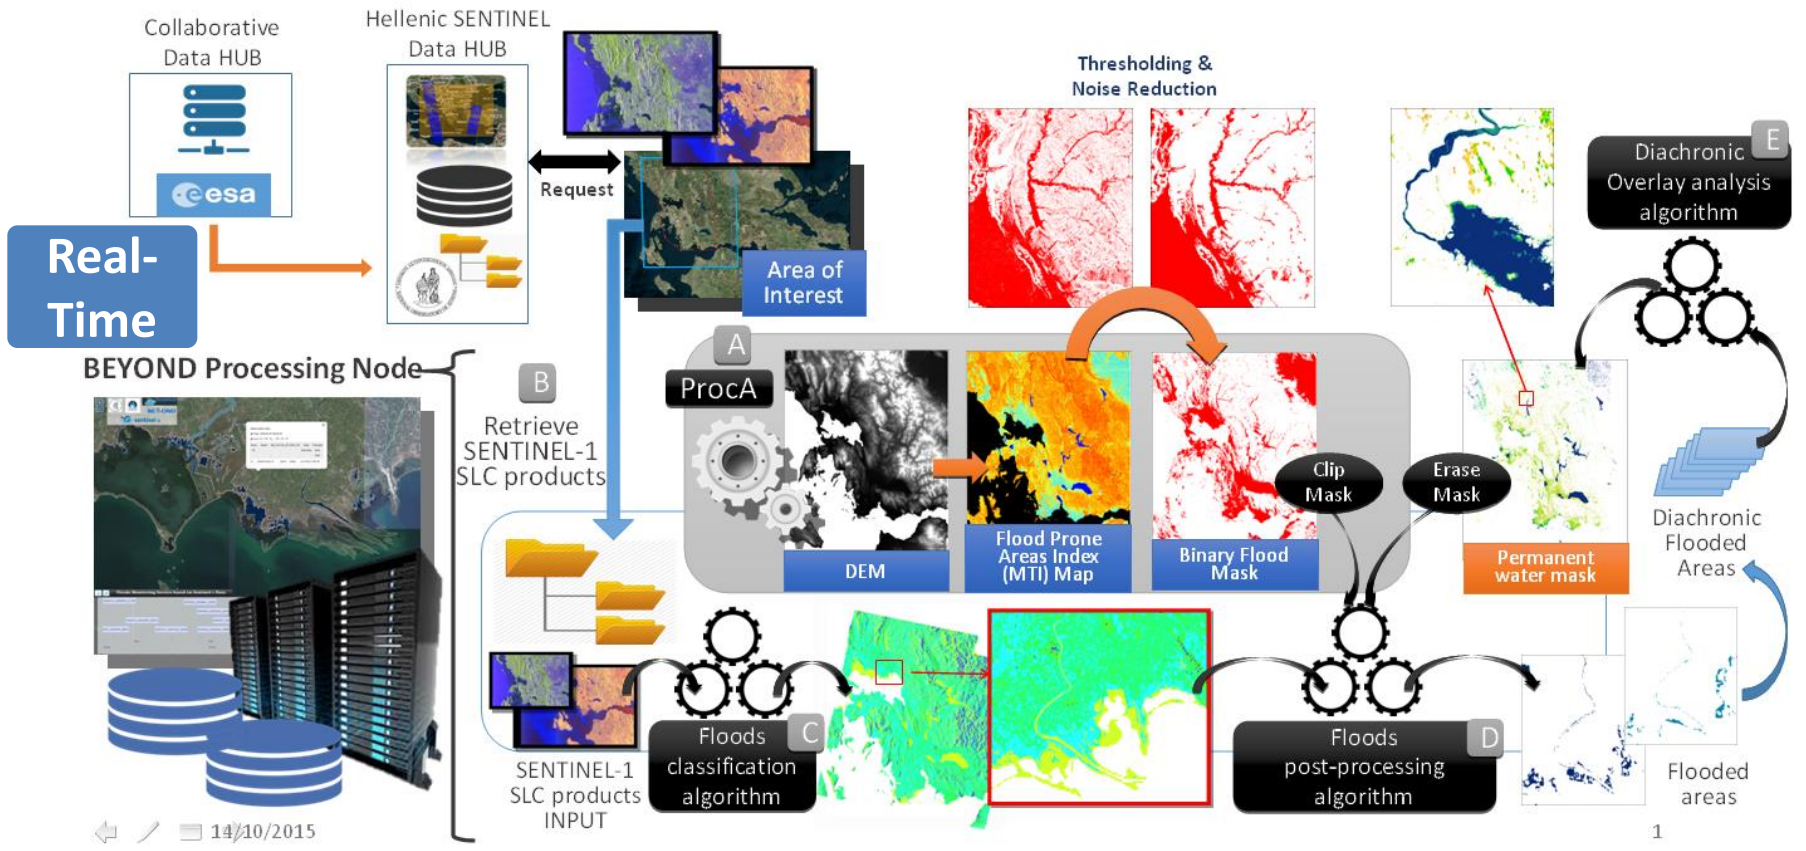 Collaborative
Data HUB
esa
Hellenic SENTINEL
Data HUB
Request
Area of
Interest
Thresholding &
Noise Reduction
E
Diachronic
Overlay analysis
algorithm
Real-
Time
BEYOND Processing Node
A
ProcA
B
Retrieve
SENTINEL-1
SLC products
DEM
Flood Prone
Areas Index
(MTI) Map
Binary Flood
Mask
Clip
Mask
Erase
Mask
Permanent
water mask
Diachronic
Flooded
Areas
SENTINEL-1
SLC products
INPUT
C
Floods
classification
algorithm
D
Floods
post-processing
algorithm
Flooded
areas
14/10/2015
1